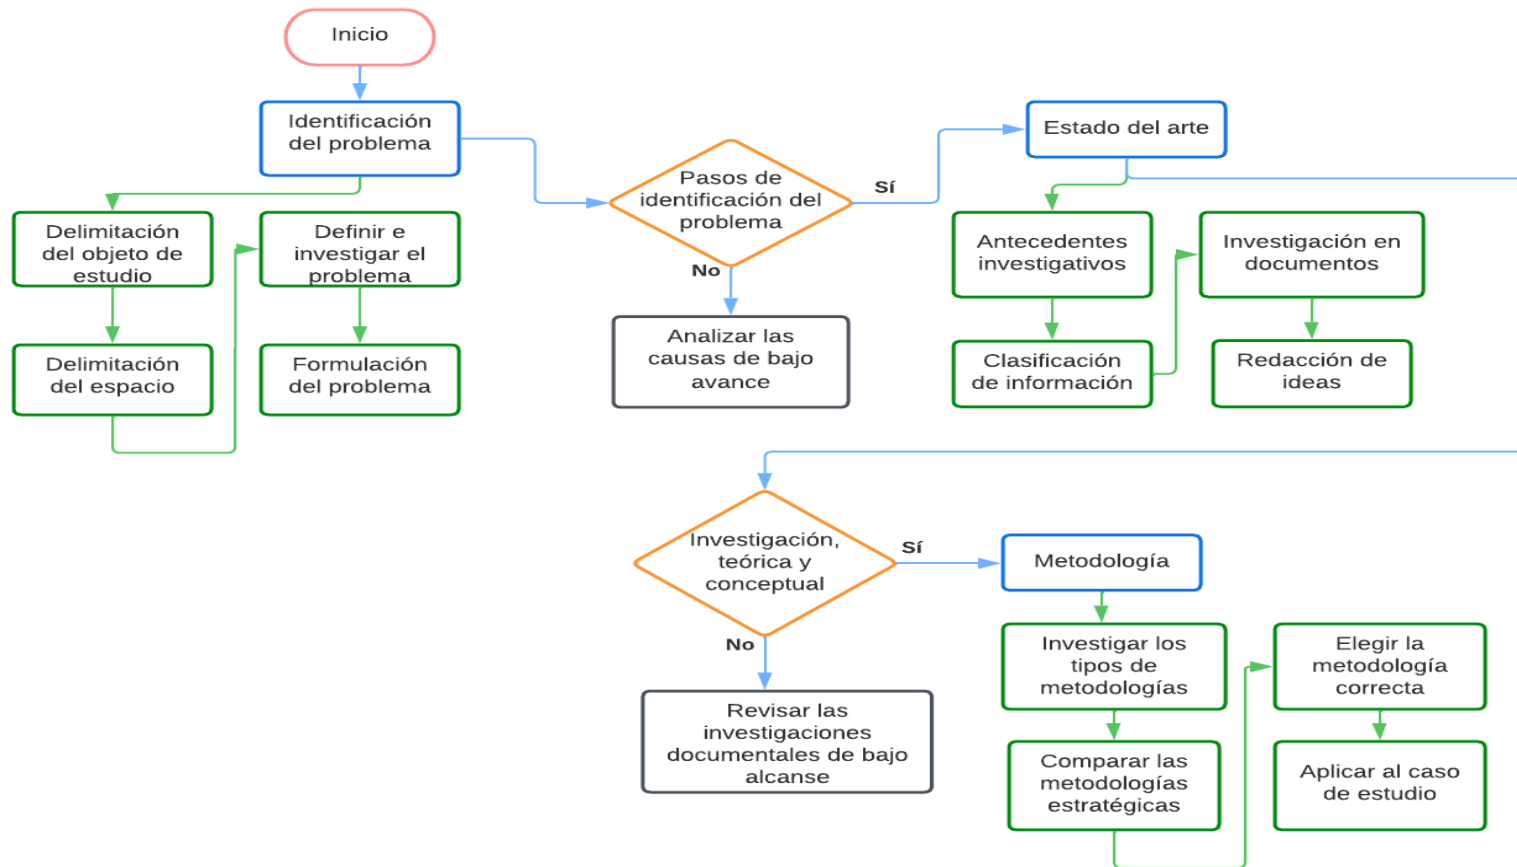 Inicio
Identificación
del problema
Estado del arte
Pasos de
identificación del
problema
Sí
No
Delimitación
del objeto de
estudio
Definir e
investigar el
problema
Antecedentes
investigativos
Investigación en
documentos
Delimitación
del espacio
Formulación
del problema
Analizar las
causas de bajo
avance
Clasificación
de información
Redacción de
ideas
Investigación,
teórica y
conceptual
Sí
No
Metodología
Investigar los
tipos de
metodologías
Elegir la
metodología
correcta
Revisar las
investigaciones
documentales de bajo
alcanse
Comparar las
metodologías
estratégicas
Aplicar al caso
de estudio